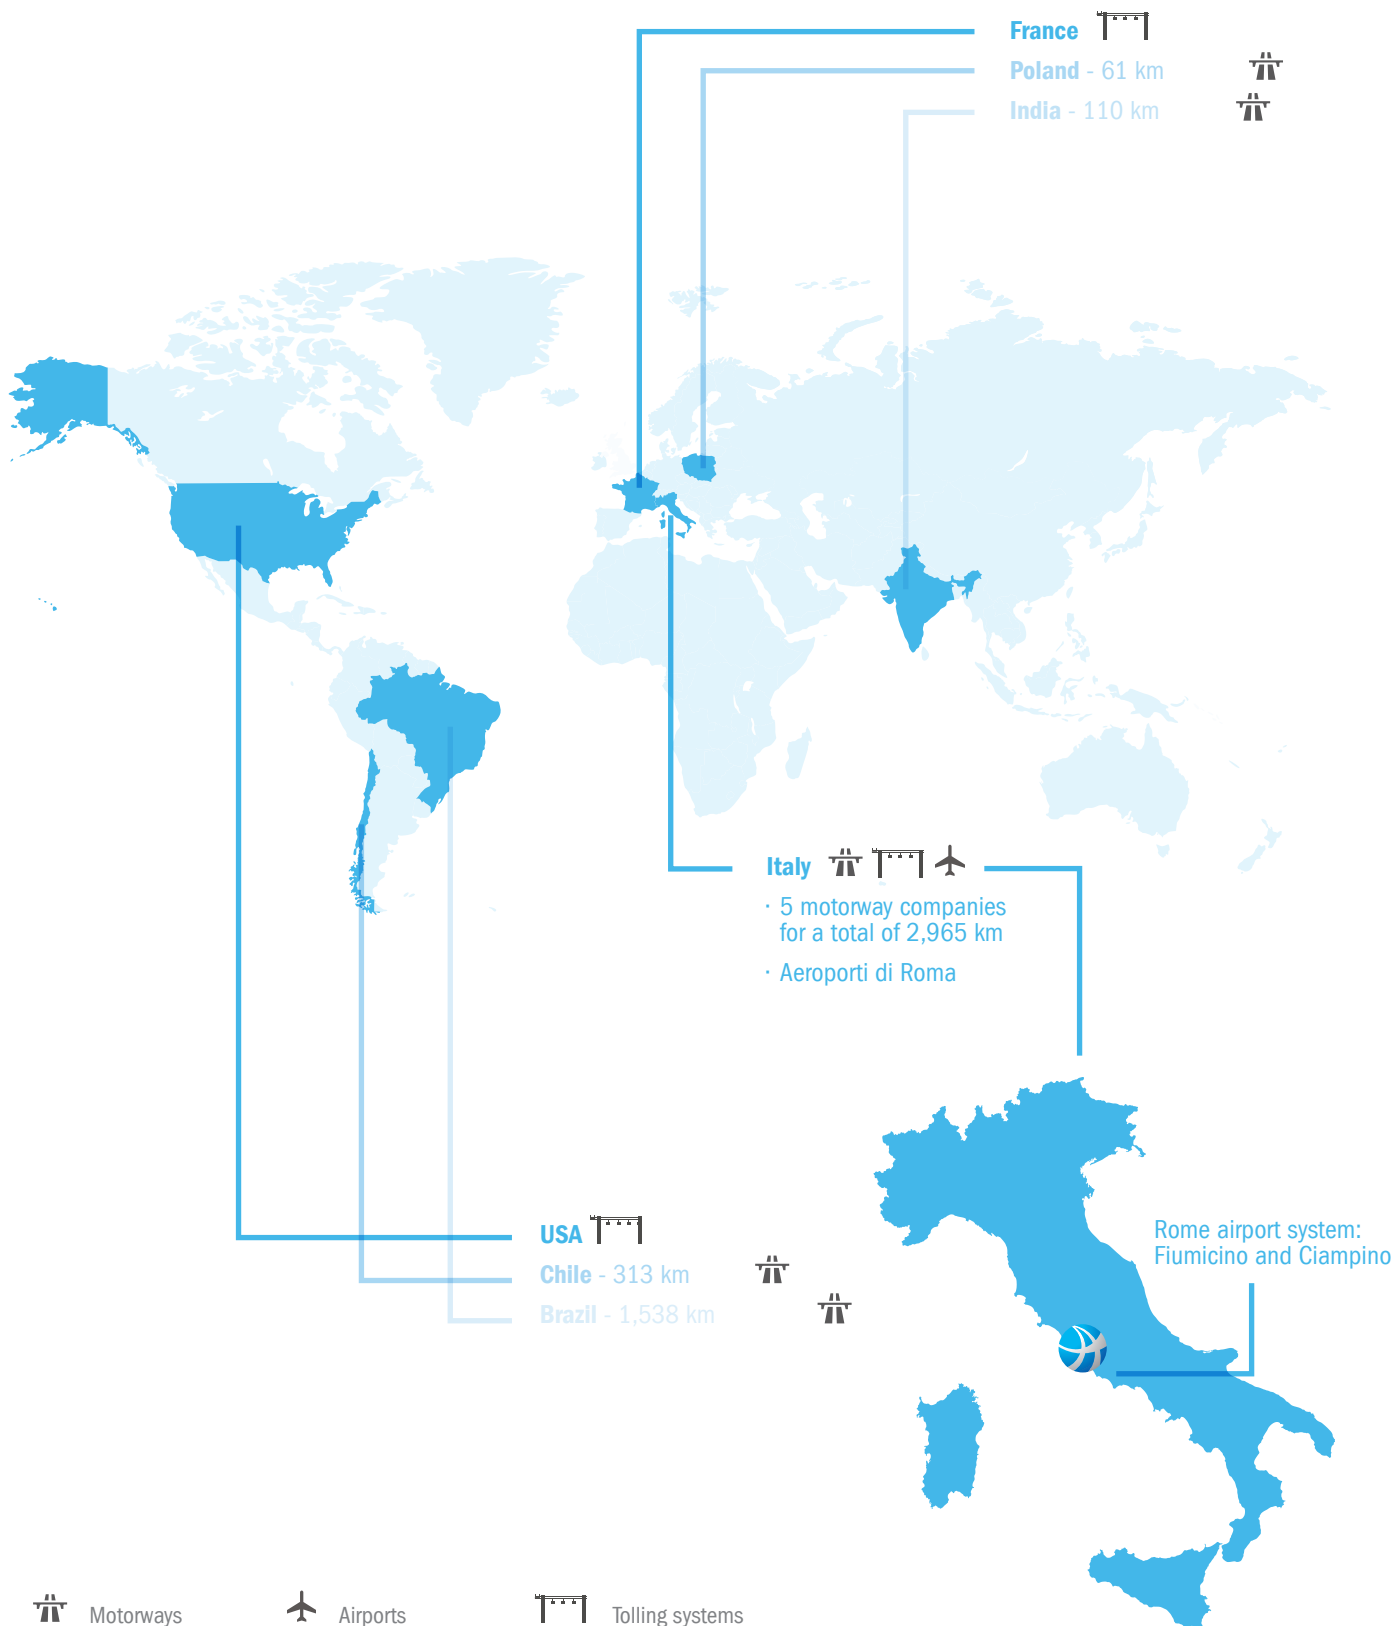 France
Poland - 61 km
India - 110 km
Italy
· 5 motorway companies
for a total of 2,965 km
· Aeroporti di Roma
USA
Chile - 313 km
Brazil - 1,538 km
Rome airport system:
Fiumicino and Ciampino
Motorways
Airports
Tolling systems